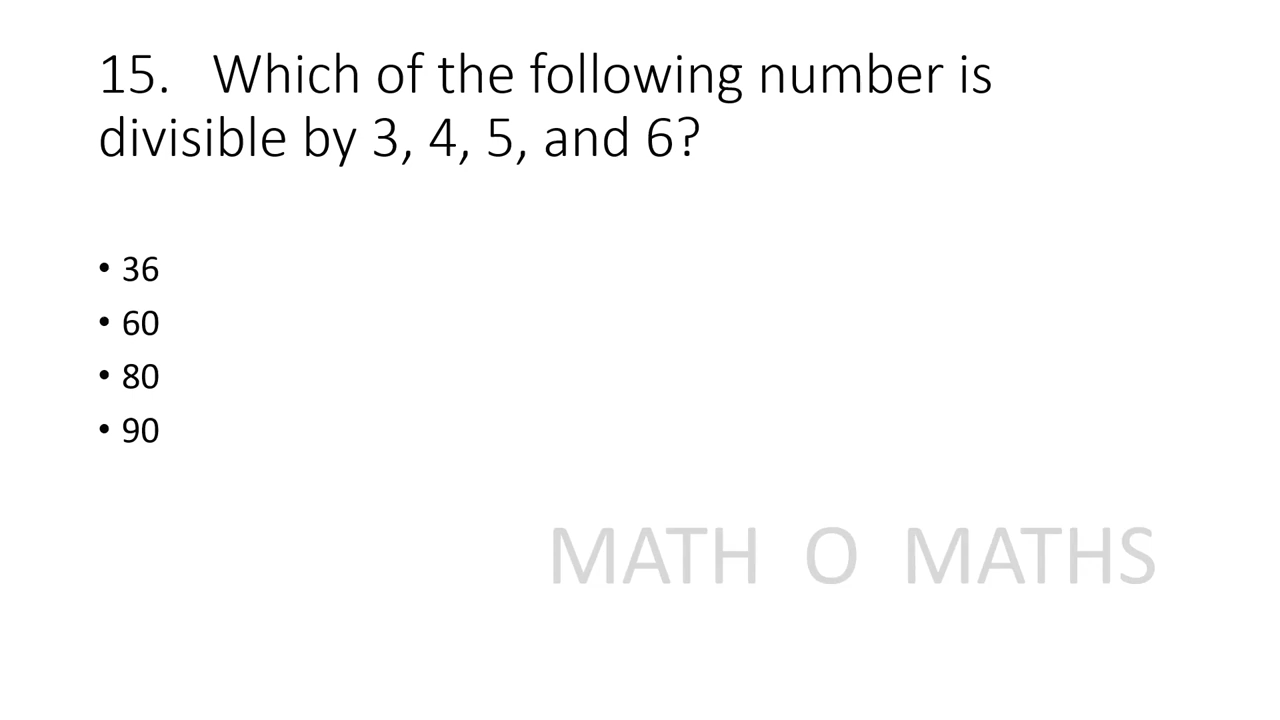 15. Which of the following number is
divisible by 3, 4, 5, and 6?
• 36
• 60
• 80
• 90
MATH O MATHS